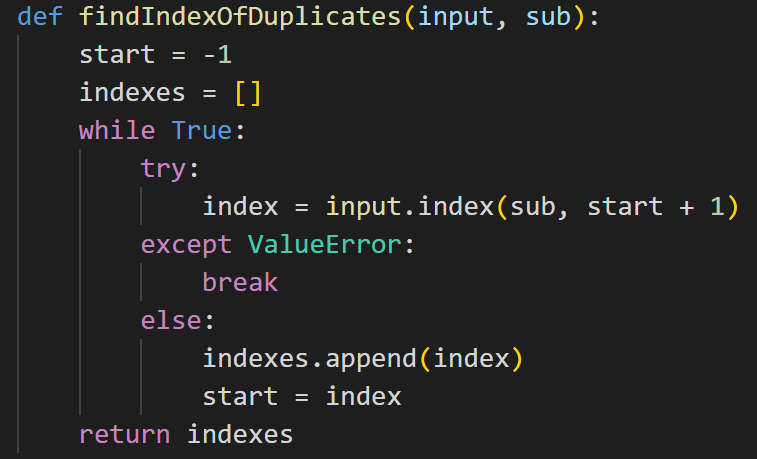 def findIndexOfDuplicates(input, sub):
    start = -1
    indexes = []
    while True:
        try:
            index = input.index(sub, start + 1)
        except ValueError:
            break
        else:
            indexes.append(index)
            start = index
    return indexes